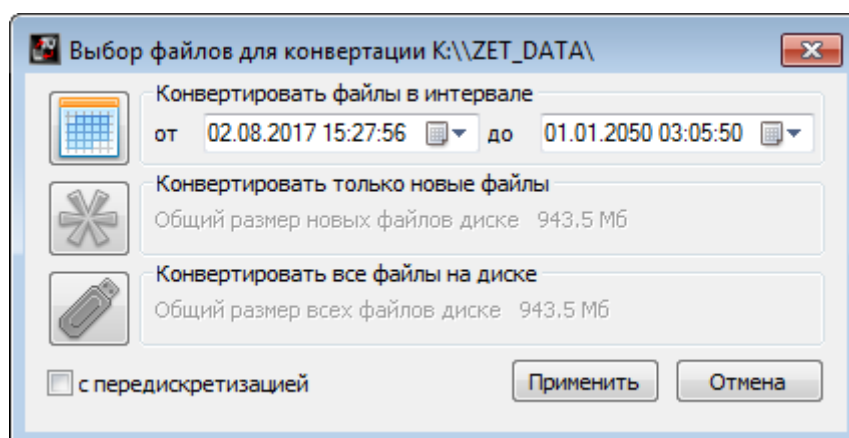 Выбор файлов для конвертации K:\\ZET_DATA\
Конвертировать файлы в интервале
от 02.08.2017 15:27:56 до 01.01.2050 03:05:50
Конвертировать только новые файлы
Общий размер новых файлов диске 943.5 Мб
Конвертировать все файлы на диске
Общий размер всех файлов диске 943.5 Мб
с передискретизацией Применить Отмена